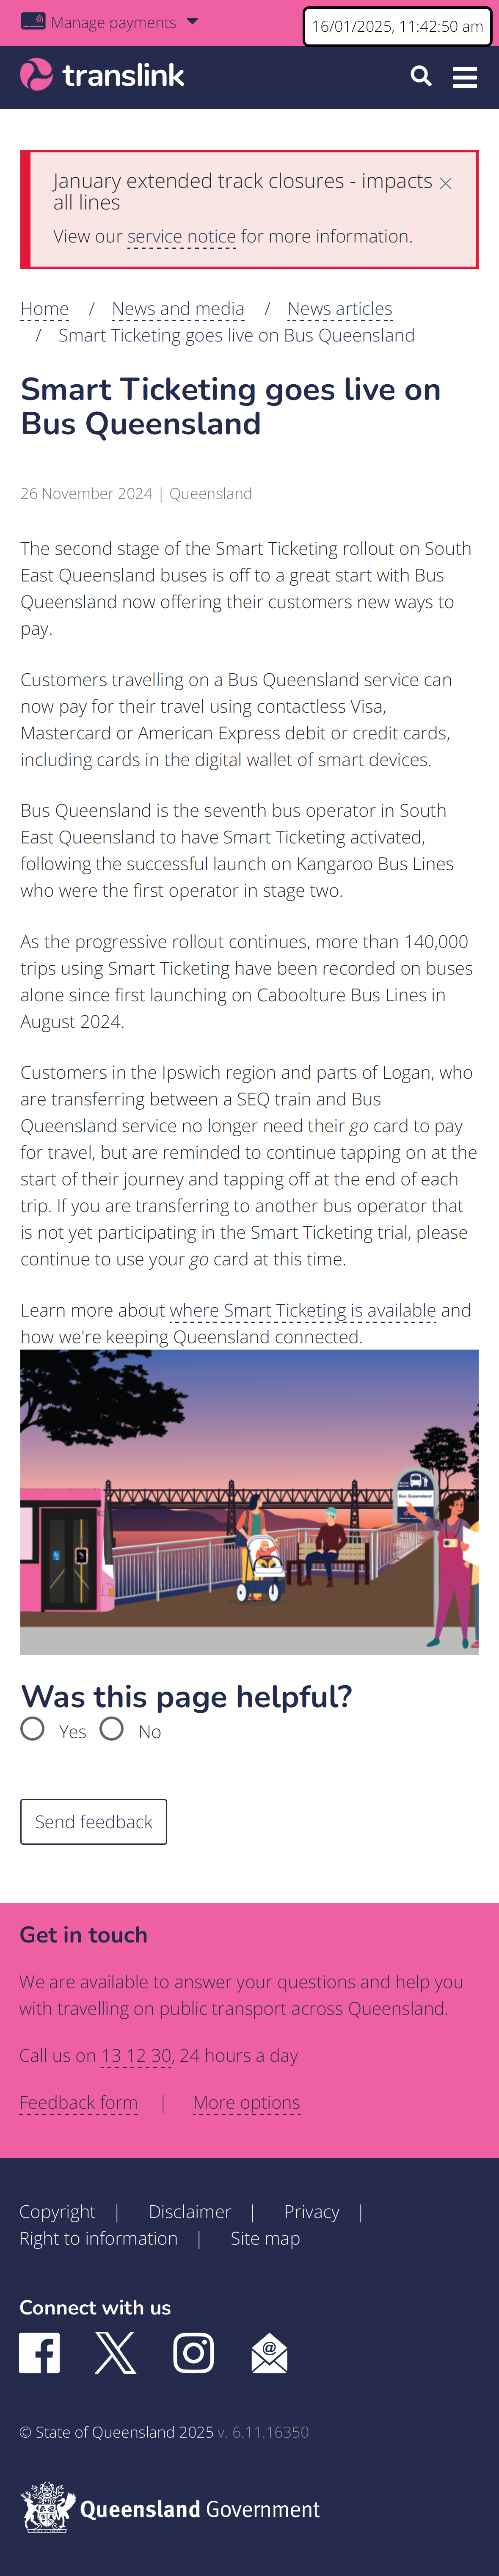 Manage payments
16/01/2025, 11:42:50 am
translink
January extended track closures - impacts
all lines
View our service notice for more information.
Home / News and media / News articles
/ Smart Ticketing goes live on Bus Queensland
Smart Ticketing goes live on
Bus Queensland
26 November 2024 | Queensland
The second stage of the Smart Ticketing rollout on South
East Queensland buses is off to a great start with Bus
Queensland now offering their customers new ways to
pay.
Customers travelling on a Bus Queensland service can
now pay for their travel using contactless Visa,
Mastercard or American Express debit or credit cards,
including cards in the digital wallet of smart devices.
Bus Queensland is the seventh bus operator in South
East Queensland to have Smart Ticketing activated,
following the successful launch on Kangaroo Bus Lines
who were the first operator in stage two.
As the progressive rollout continues, more than 140,000
trips using Smart Ticketing have been recorded on buses
alone since first launching on Caboolture Bus Lines in
August 2024.
Customers in the Ipswich region and parts of Logan, who
are transferring between a SEQ train and Bus
Queensland service no longer need their go card to pay
for travel, but are reminded to continue tapping on at the
start of their journey and tapping off at the end of each
trip. If you are transferring to another bus operator that
is not yet participating in the Smart Ticketing trial, please
continue to use your go card at this time.
Learn more about where Smart Ticketing is available and
how we're keeping Queensland connected.
Bus Queensland
Was this page helpful?
Yes No
Send feedback
Get in touch
We are available to answer your questions and help you
with travelling on public transport across Queensland.
Call us on 13 12 30, 24 hours a day
Feedback form | More options
Copyright | Disclaimer | Privacy |
Right to information | Site map
Connect with us
© State of Queensland 2025 v. 6.11.16350
Queensland Government